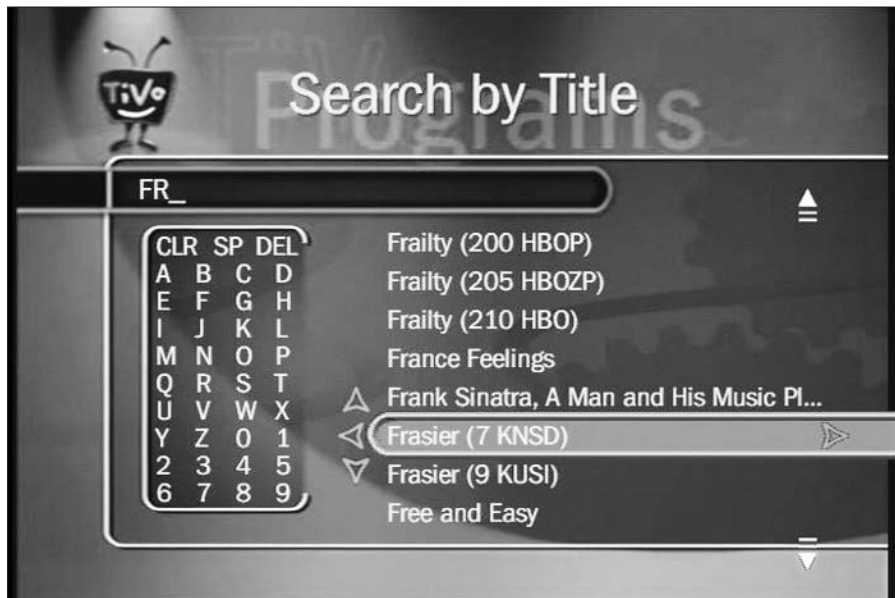 TiVo
TiVo
Programs
Search by Title
FR_
CLR SP DEL
A B C D
E F G H
I J K L
M N O P
Q R S T
U V W X
Y Z 0 1
2 3 4 5
6 7 8 9
Frailty (200 HBOP)
Frailty (205 HBOZP)
Frailty (210 HBO)
France Feelings
Frank Sinatra, A Man and His Music Pl...
Frasier (7 KNSD)
Frasier (9 KUSI)
Free and Easy